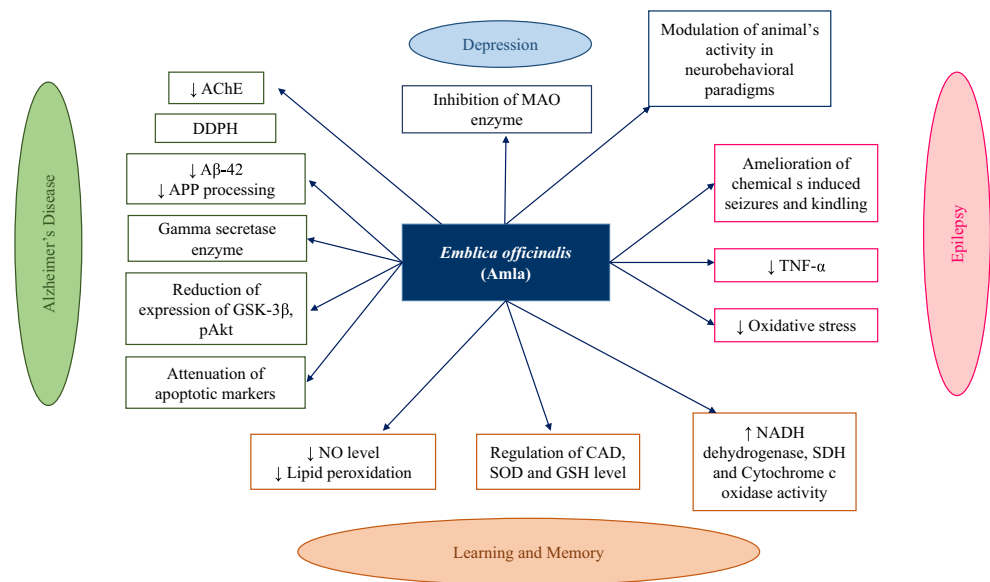 Depression
Modulation of animal's
activity in
neurobehavioral
paradigms
Inhibition of MAO
enzyme
Alzheimer's Disease
↓ AChE
DDPH
↓ Aβ-42
↓ APP processing
Gamma secretase
enzyme
Reduction of
expression of GSK-3β,
pAkt
Attenuation of
apoptotic markers
Emblica officinalis
(Amla)
Amelioration of
chemical s induced
seizures and kindling
↓ TNF-α
↓ Oxidative stress
Epilepsy
↓ NO level
↓ Lipid peroxidation
Regulation of CAD,
SOD and GSH level
↑ NADH
dehydrogenase, SDH
and Cytochrome c
oxidase activity
Learning and Memory